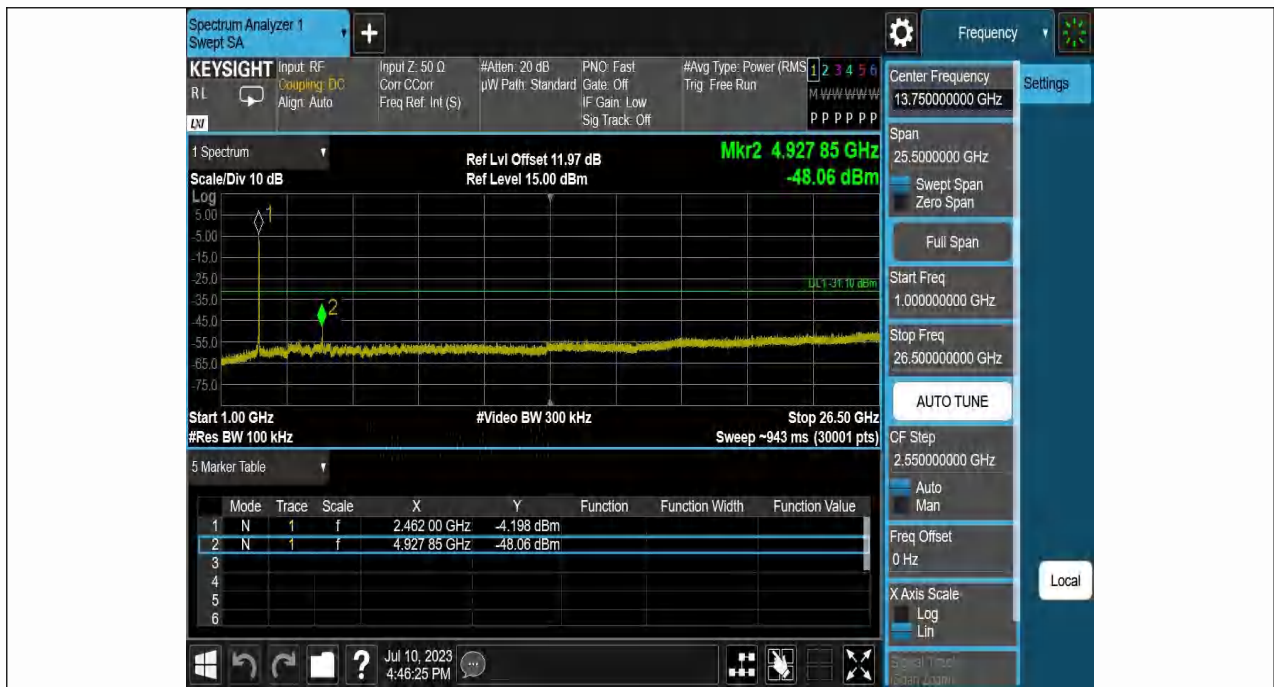 Spectrum Analyzer 1
Swept SA
+
Frequency
KEYSIGHT
RL
LXI
Input: RF
Coupling: DC
Align: Auto
Input Z: 50 Ω
Corr CCorr
Freq Ref: Int (S)
#Atten: 20 dB
µW Path: Standard
PNO: Fast
Gate: Off
IF Gain: Low
Sig Track: Off
#Avg Type: Power (RMS
Trig: Free Run
1 2 3 4 5 6
M W W W W W
P P P P P P
Center Frequency
13.750000000 GHz
Settings
Span
25.5000000 GHz
Swept Span
Zero Span
Full Span
Start Freq
1.000000000 GHz
Stop Freq
26.500000000 GHz
AUTO TUNE
CF Step
2.550000000 GHz
Auto
Man
Freq Offset
0 Hz
X Axis Scale
Log
Lin
Signal Track
(Span Zoom)
Local
1 Spectrum
Scale/Div 10 dB
Ref Lvl Offset 11.97 dB
Ref Level 15.00 dBm
Mkr2 4.927 85 GHz
-48.06 dBm
Log
5.00
-5.00
-15.0
-25.0
-35.0
-45.0
-55.0
-65.0
-75.0
1
2
DL1 -31.10 dBm
Start 1.00 GHz
#Res BW 100 kHz
#Video BW 300 kHz
Stop 26.50 GHz
Sweep ~943 ms (30001 pts)
5 Marker Table
Mode Trace Scale X Y Function Function Width Function Value
1 N 1 f 2.462 00 GHz -4.198 dBm
2 N 1 f 4.927 85 GHz -48.06 dBm
3
4
5
6
?
Jul 10, 2023
4:46:25 PM